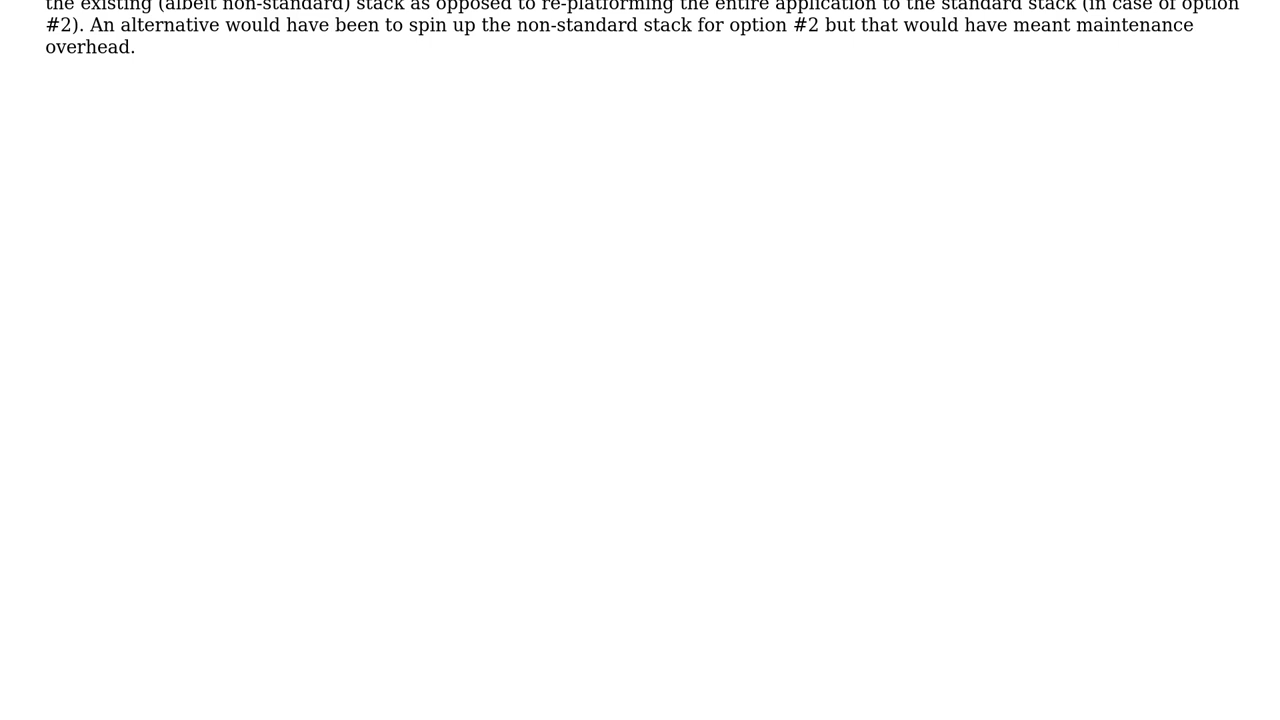 the existing (albeit non-standard) stack as opposed to re-platforming the entire application to the standard stack (in case of option
#2). An alternative would have been to spin up the non-standard stack for option #2 but that would have meant maintenance
overhead.